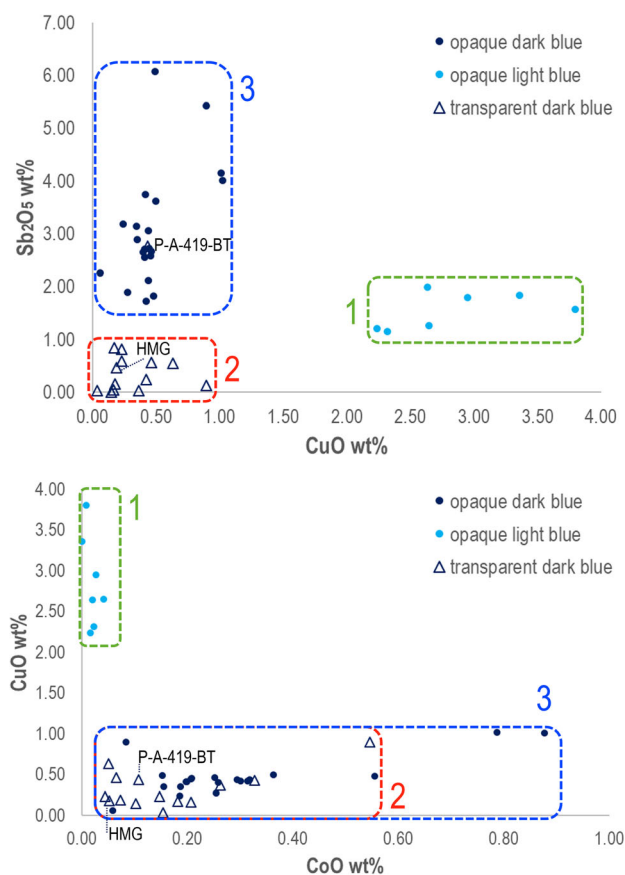 7.00
6.00
5.00
4.00
3.00
2.00
1.00
0.00
Sb₂O₅ wt%
opaque dark blue
opaque light blue
transparent dark blue
3
P-A-419-BT
1
HMG
2
0.00 0.50 1.00 1.50 2.00 2.50 3.00 3.50 4.00
CuO wt%
4.00
3.50
3.00
2.50
2.00
1.50
1.00
0.50
0.00
CuO wt%
1
opaque dark blue
opaque light blue
transparent dark blue
3
P-A-419-BT
2
HMG
0.00 0.20 0.40 0.60 0.80 1.00
CoO wt%